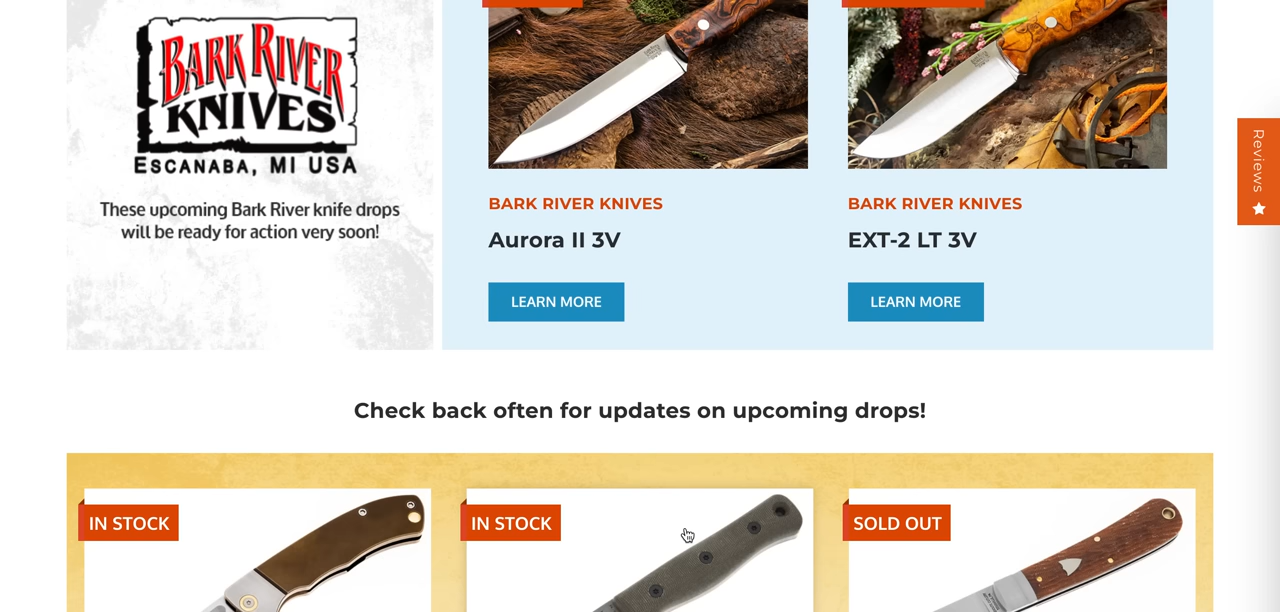 BARK RIVER
KNIVES
ESCANABA, MI USA
These upcoming Bark River knife drops
will be ready for action very soon!
BARK RIVER KNIVES
Aurora II 3V
LEARN MORE
BARK RIVER KNIVES
EXT-2 LT 3V
LEARN MORE
Reviews
Check back often for updates on upcoming drops!
IN STOCK
IN STOCK
SOLD OUT